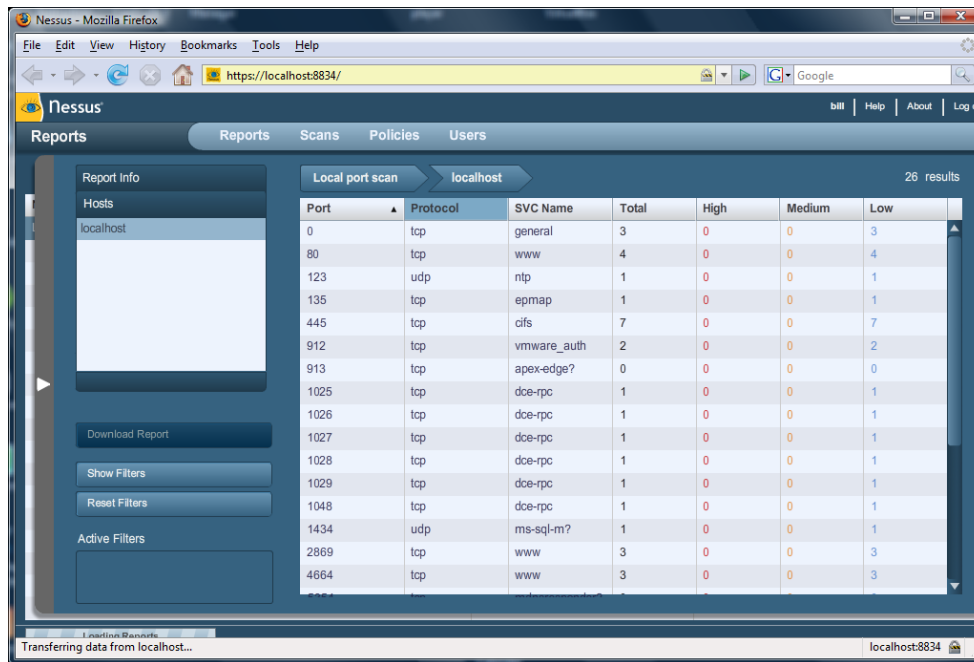 Nessus - Mozilla Firefox
File Edit View History Bookmarks Tools Help
https://localhost:8834/
G Google
nessus
bill Help About Log
Reports
Reports Scans Policies Users
Report Info
Hosts
localhost
Download Report
Show Filters
Reset Filters
Active Filters
Local port scan localhost 26 results
Port Protocol SVC Name Total High Medium Low
0 tcp general 3 0 0 3
80 tcp www 4 0 0 4
123 udp ntp 1 0 0 1
135 tcp epmap 1 0 0 1
445 tcp cifs 7 0 0 7
912 tcp vmware_auth 2 0 0 2
913 tcp apex-edge? 0 0 0 0
1025 tcp dce-rpc 1 0 0 1
1026 tcp dce-rpc 1 0 0 1
1027 tcp dce-rpc 1 0 0 1
1028 tcp dce-rpc 1 0 0 1
1029 tcp dce-rpc 1 0 0 1
1048 tcp dce-rpc 1 0 0 1
1434 udp ms-sql-m? 1 0 0 1
2869 tcp www 3 0 0 3
4664 tcp www 3 0 0 3
Loading Reports
Transferring data from localhost... localhost:8834